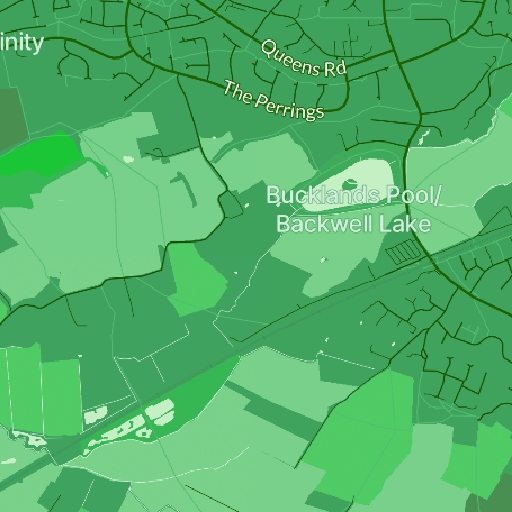 inity
Queens Rd
The Perrings
Bucklands Pool/
Backwell Lake